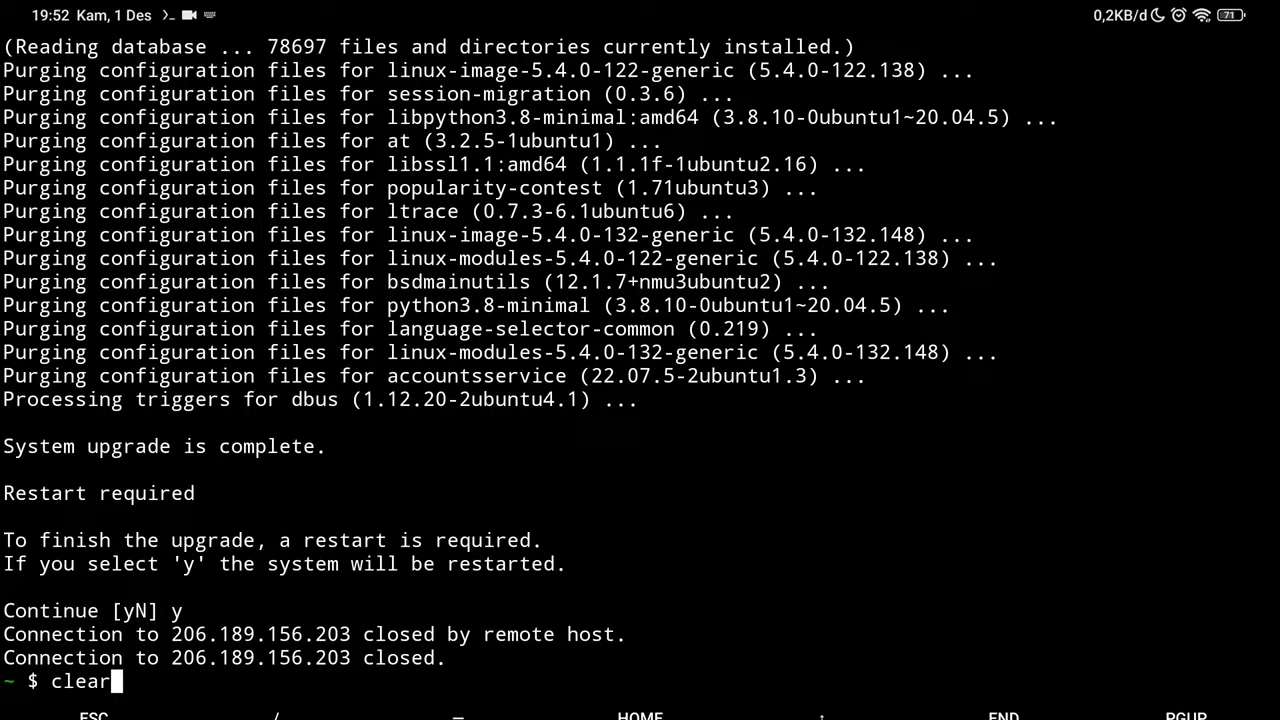 19:52 Kam, 1 Des >_
0,2KB/d 71
(Reading database ... 78697 files and directories currently installed.)
Purging configuration files for linux-image-5.4.0-122-generic (5.4.0-122.138) ...
Purging configuration files for session-migration (0.3.6) ...
Purging configuration files for libpython3.8-minimal:amd64 (3.8.10-0ubuntu1~20.04.5) ...
Purging configuration files for at (3.2.5-1ubuntu1) ...
Purging configuration files for libssl1.1:amd64 (1.1.1f-1ubuntu2.16) ...
Purging configuration files for popularity-contest (1.71ubuntu3) ...
Purging configuration files for ltrace (0.7.3-6.1ubuntu6) ...
Purging configuration files for linux-image-5.4.0-132-generic (5.4.0-132.148) ...
Purging configuration files for linux-modules-5.4.0-122-generic (5.4.0-122.138) ...
Purging configuration files for bsdmainutils (12.1.7+nmu3ubuntu2) ...
Purging configuration files for python3.8-minimal (3.8.10-0ubuntu1~20.04.5) ...
Purging configuration files for language-selector-common (0.219) ...
Purging configuration files for linux-modules-5.4.0-132-generic (5.4.0-132.148) ...
Purging configuration files for accountsservice (22.07.5-2ubuntu1.3) ...
Processing triggers for dbus (1.12.20-2ubuntu4.1) ...
System upgrade is complete.
Restart required
To finish the upgrade, a restart is required.
If you select 'y' the system will be restarted.
Continue [yN] y
Connection to 206.189.156.203 closed by remote host.
Connection to 206.189.156.203 closed.
~ $ clear
ESC / — HOME ↑ END PGUP